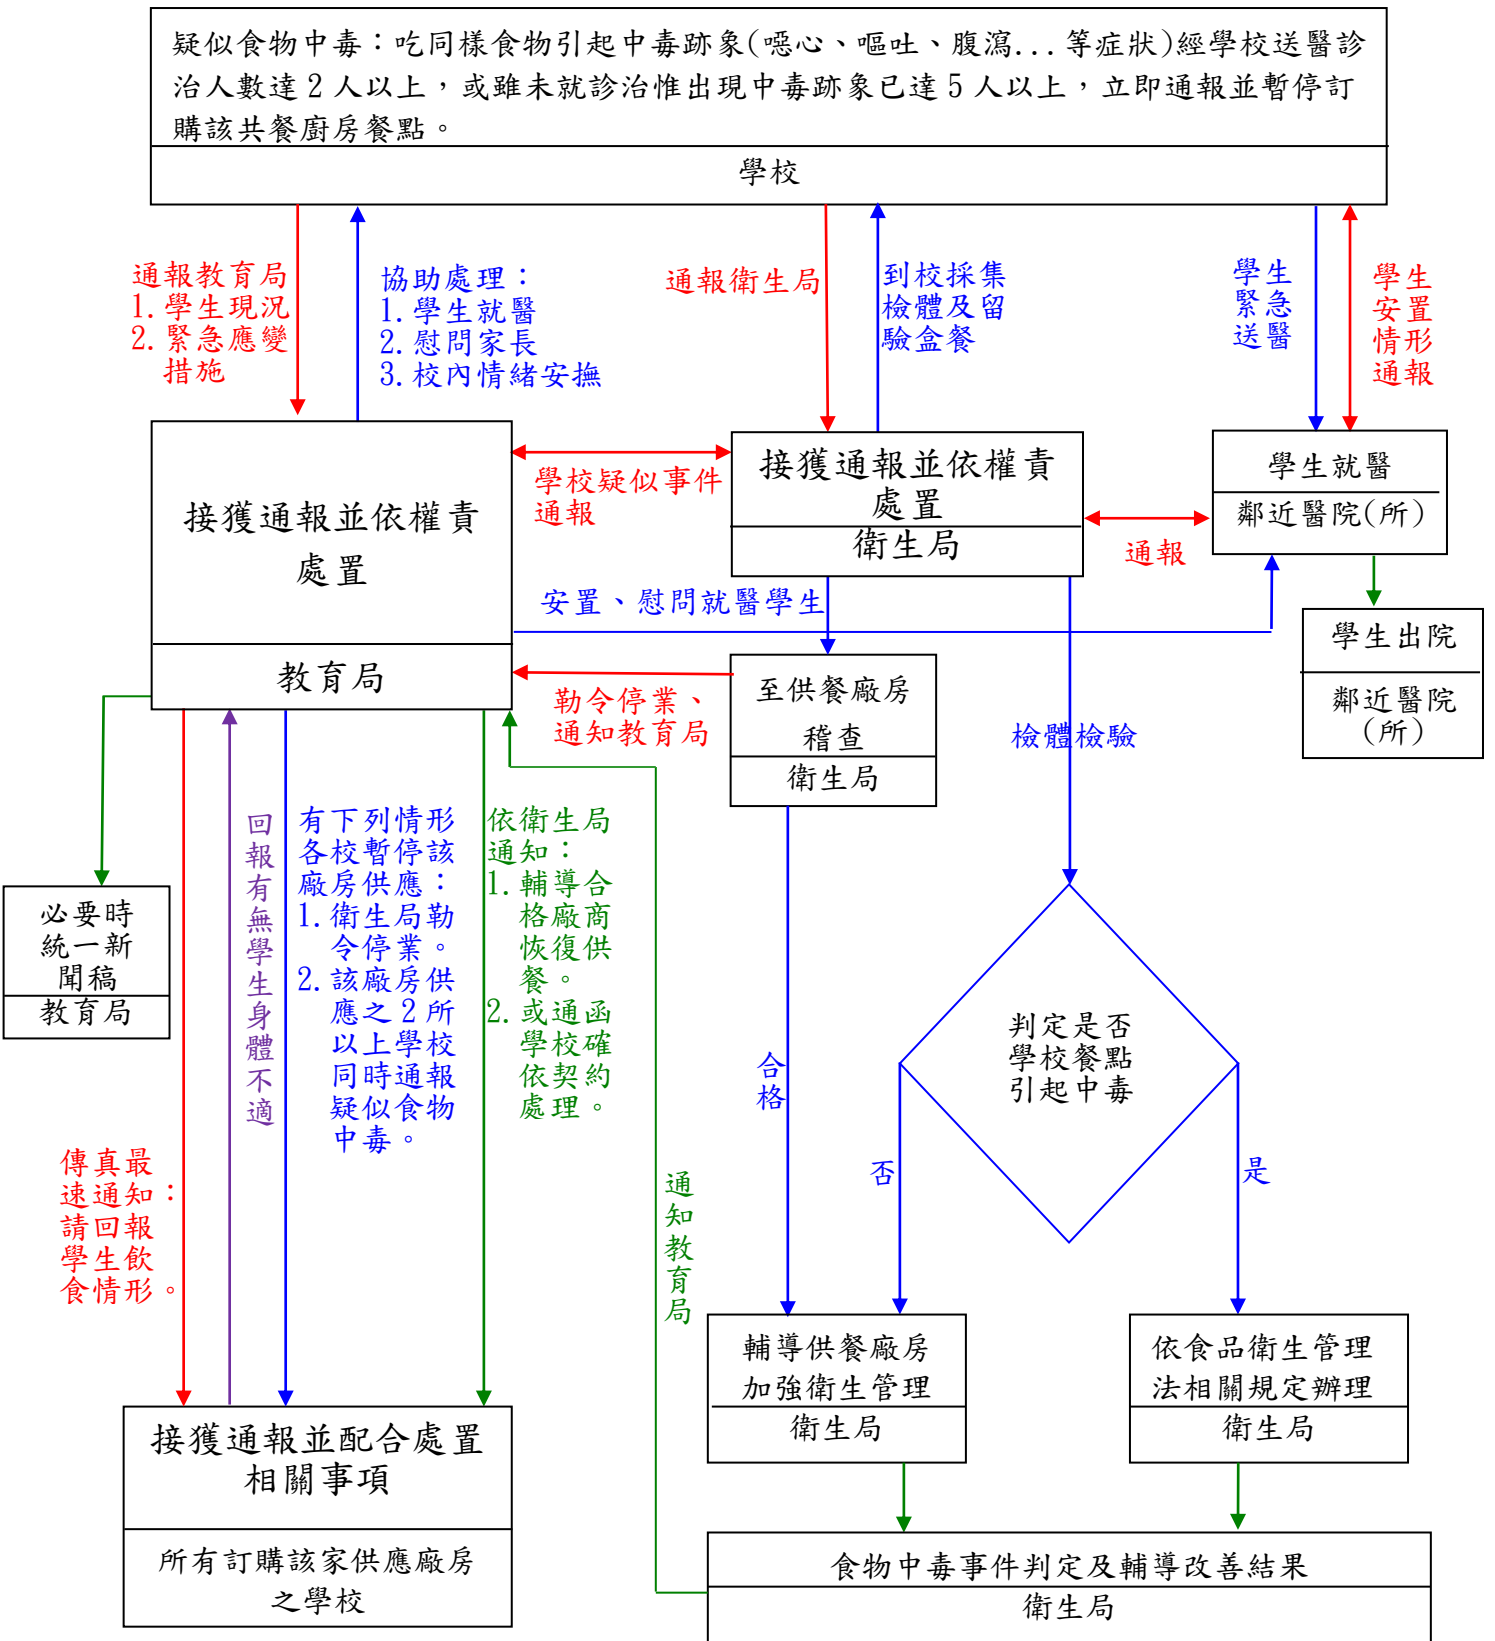 疑似食物中毒：吃同樣食物引起中毒跡象(噁心、嘔吐、腹瀉...等症狀)經學校送醫診
治人數達2人以上，或雖未就診治惟出現中毒跡象已達5人以上，立即通報並暫停訂
購該共餐廚房餐點。
學校
通報教育局
1.學生現況
2.緊急應變
措施
協助處理：
1.學生就醫
2.慰問家長
3.校內情緒安撫
通報衛生局
到校採集
檢體及留
驗盒餐
學生
緊急
送醫
學生
安置
情形
通報
接獲通報並依權責
處置
教育局
學校疑似事件
通報
接獲通報並依權責
處置
衛生局
通報
學生就醫
鄰近醫院(所)
安置、慰問就醫學生
學生出院
鄰近醫院
(所)
勒令停業、
通知教育局
至供餐廠房
稽查
衛生局
檢體檢驗
必要時
統一新
聞稿
教育局
回報有無學生身體不適
有下列情形
各校暫停該
廠房供應：
1.衛生局勒
令停業。
2.該廠房供
應之2所
以上學校
同時通報
疑似食物
中毒。
依衛生局
通知：
1.輔導合
格廠商
恢復供
餐。
2.或通函
學校確
依契約
處理。
合格
判定是否
學校餐點
引起中毒
否
是
傳真最
速通知：
請回報
學生飲
食情形。
通知教育局
輔導供餐廠房
加強衛生管理
衛生局
依食品衛生管理
法相關規定辦理
衛生局
接獲通報並配合處置
相關事項
所有訂購該家供應廠房
之學校
食物中毒事件判定及輔導改善結果
衛生局